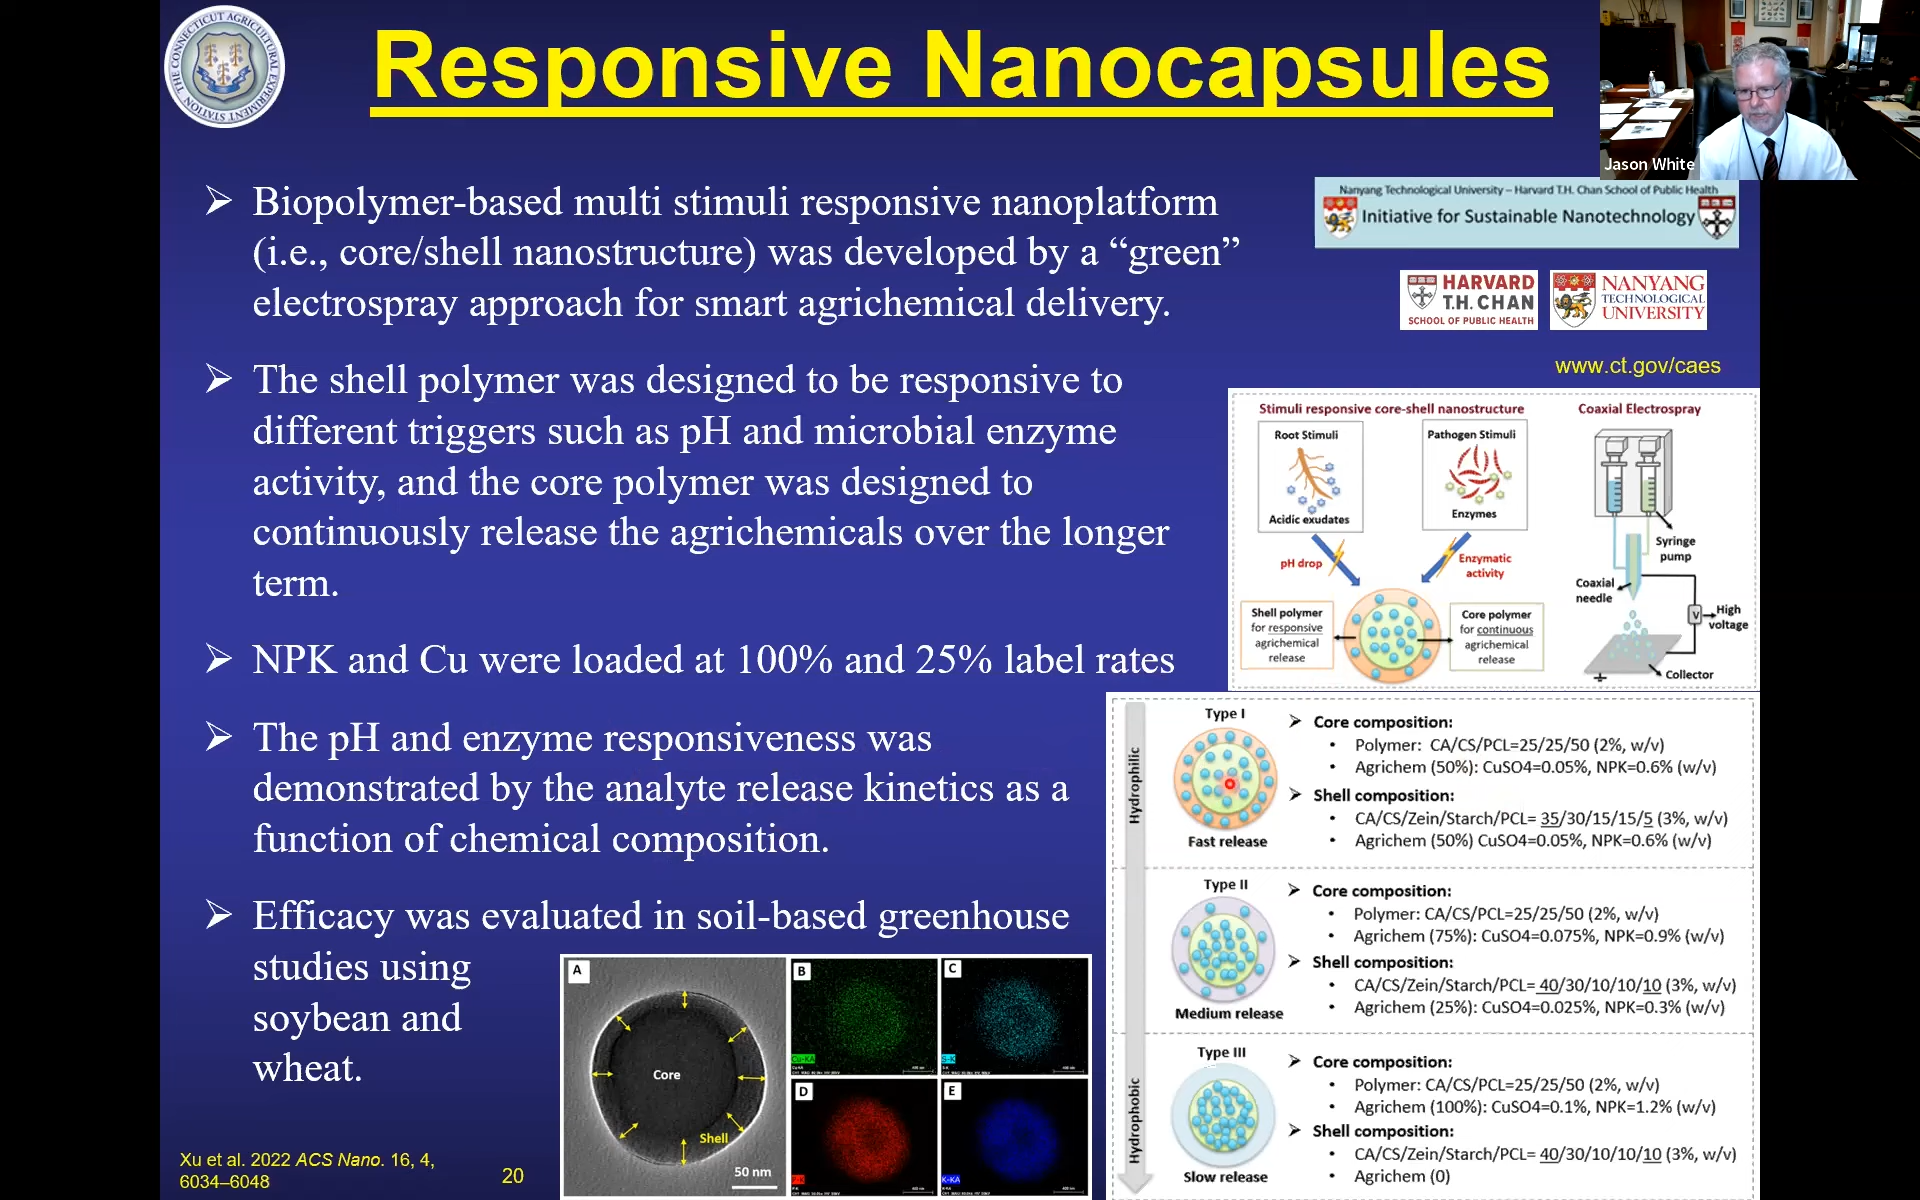 THE CONNECTICUT AGRICULTURAL EXPERIMENT STATION
Responsive Nanocapsules
Jason White
➢ Biopolymer-based multi stimuli responsive nanoplatform
(i.e., core/shell nanostructure) was developed by a “green”
electrospray approach for smart agrichemical delivery.
➢ The shell polymer was designed to be responsive to
different triggers such as pH and microbial enzyme
activity, and the core polymer was designed to
continuously release the agrichemicals over the longer
term.
➢ NPK and Cu were loaded at 100% and 25% label rates
➢ The pH and enzyme responsiveness was
demonstrated by the analyte release kinetics as a
function of chemical composition.
➢ Efficacy was evaluated in soil-based greenhouse
studies using
soybean and
wheat.
Xu et al. 2022 ACS Nano. 16, 4,
6034–6048
20
Nanyang Technological University – Harvard T.H. Chan School of Public Health
Initiative for Sustainable Nanotechnology
HARVARD
T.H. CHAN
SCHOOL OF PUBLIC HEALTH
NANYANG
TECHNOLOGICAL
UNIVERSITY
www.ct.gov/caes
Stimuli responsive core-shell nanostructure
Root Stimuli
Acidic exudates
Pathogen Stimuli
Enzymes
pH drop
Enzymatic
activity
Shell polymer
for responsive
agrichemical
release
Core polymer
for continuous
agrichemical
release
Coaxial Electrospray
Syringe
pump
Coaxial
needle
V
High
voltage
Collector
Hydrophilic
Hydrophobic
Type I
Fast release
➢ Core composition:
• Polymer: CA/CS/PCL=25/25/50 (2%, w/v)
• Agrichem (50%): CuSO4=0.05%, NPK=0.6% (w/v)
➢ Shell composition:
• CA/CS/Zein/Starch/PCL= 35/30/15/15/5 (3%, w/v)
• Agrichem (50%) CuSO4=0.05%, NPK=0.6% (w/v)
Type II
Medium release
➢ Core composition:
• Polymer: CA/CS/PCL=25/25/50 (2%, w/v)
• Agrichem (75%): CuSO4=0.075%, NPK=0.9% (w/v)
➢ Shell composition:
• CA/CS/Zein/Starch/PCL= 40/30/10/10/10 (3%, w/v)
• Agrichem (25%): CuSO4=0.025%, NPK=0.3% (w/v)
Type III
Slow release
➢ Core composition:
• Polymer: CA/CS/PCL=25/25/50 (2%, w/v)
• Agrichem (100%): CuSO4=0.1%, NPK=1.2% (w/v)
➢ Shell composition:
• CA/CS/Zein/Starch/PCL= 40/30/10/10/10 (3%, w/v)
• Agrichem (0)
A
Core
Shell
50 nm
B
Cu-KA
C
S-K
D
P-K
E
K-KA